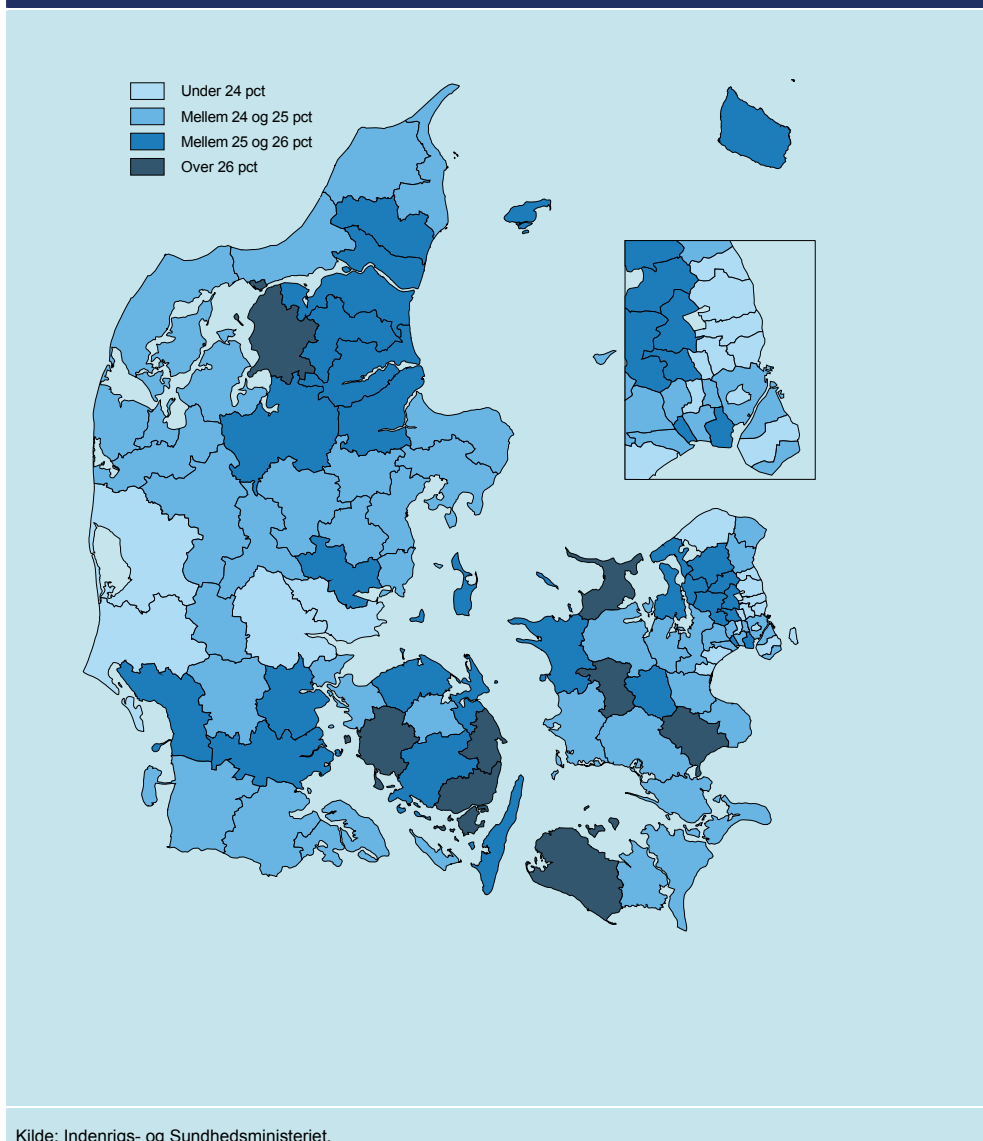 Under 24 pct
Mellem 24 og 25 pct
Mellem 25 og 26 pct
Over 26 pct
Kilde: Indenrigs- og Sundhedsministeriet.